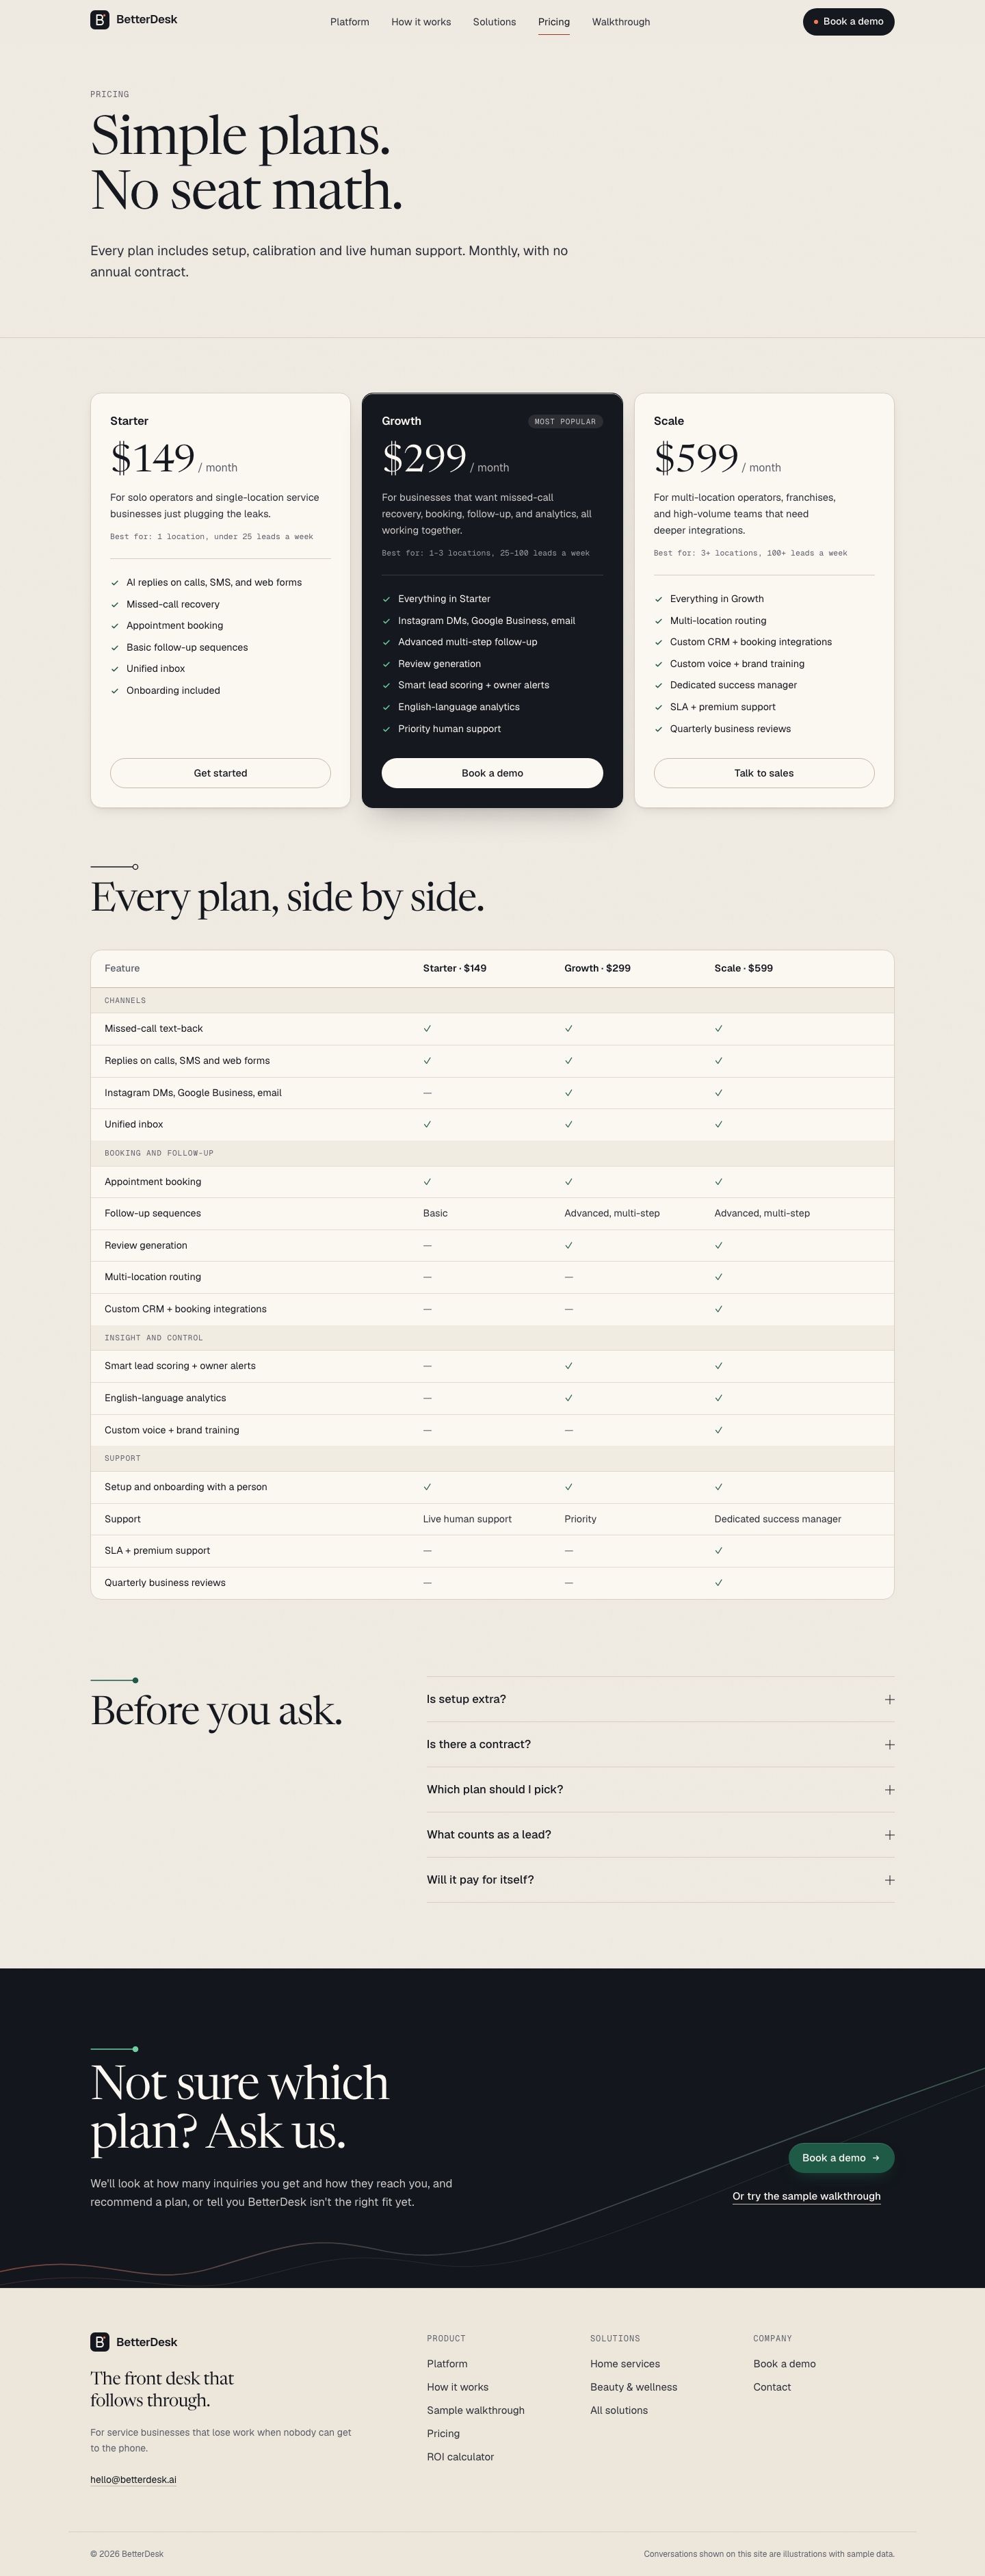 BetterDesk
Platform
How it works
Solutions
Pricing
Walkthrough
Book a demo
PRICING
Simple plans.
No seat math.
Every plan includes setup, calibration and live human support. Monthly, with no
annual contract.
Starter
$149 / month
For solo operators and single-location service
businesses just plugging the leaks.
Best for: 1 location, under 25 leads a week
AI replies on calls, SMS, and web forms
Missed-call recovery
Appointment booking
Basic follow-up sequences
Unified inbox
Onboarding included
Get started
Growth
MOST POPULAR
$299 / month
For businesses that want missed-call
recovery, booking, follow-up, and analytics, all
working together.
Best for: 1–3 locations, 25–100 leads a week
Everything in Starter
Instagram DMs, Google Business, email
Advanced multi-step follow-up
Review generation
Smart lead scoring + owner alerts
English-language analytics
Priority human support
Book a demo
Scale
$599 / month
For multi-location operators, franchises,
and high-volume teams that need
deeper integrations.
Best for: 3+ locations, 100+ leads a week
Everything in Growth
Multi-location routing
Custom CRM + booking integrations
Custom voice + brand training
Dedicated success manager
SLA + premium support
Quarterly business reviews
Talk to sales
Every plan, side by side.
Feature Starter · $149 Growth · $299 Scale · $599
CHANNELS
Missed-call text-back ✓ ✓ ✓
Replies on calls, SMS and web forms ✓ ✓ ✓
Instagram DMs, Google Business, email — ✓ ✓
Unified inbox ✓ ✓ ✓
BOOKING AND FOLLOW-UP
Appointment booking ✓ ✓ ✓
Follow-up sequences Basic Advanced, multi-step Advanced, multi-step
Review generation — ✓ ✓
Multi-location routing — — ✓
Custom CRM + booking integrations — — ✓
INSIGHT AND CONTROL
Smart lead scoring + owner alerts — ✓ ✓
English-language analytics — ✓ ✓
Custom voice + brand training — — ✓
SUPPORT
Setup and onboarding with a person ✓ ✓ ✓
Support Live human support Priority Dedicated success manager
SLA + premium support — — ✓
Quarterly business reviews — — ✓
Before you ask.
Is setup extra?
Is there a contract?
Which plan should I pick?
What counts as a lead?
Will it pay for itself?
Not sure which
plan? Ask us.
We'll look at how many inquiries you get and how they reach you, and
recommend a plan, or tell you BetterDesk isn't the right fit yet.
Book a demo →
Or try the sample walkthrough
BetterDesk
The front desk that
follows through.
For service businesses that lose work when nobody can get
to the phone.
hello@betterdesk.ai
PRODUCT
Platform
How it works
Sample walkthrough
Pricing
ROI calculator
SOLUTIONS
Home services
Beauty & wellness
All solutions
COMPANY
Book a demo
Contact
© 2026 BetterDesk
Conversations shown on this site are illustrations with sample data.